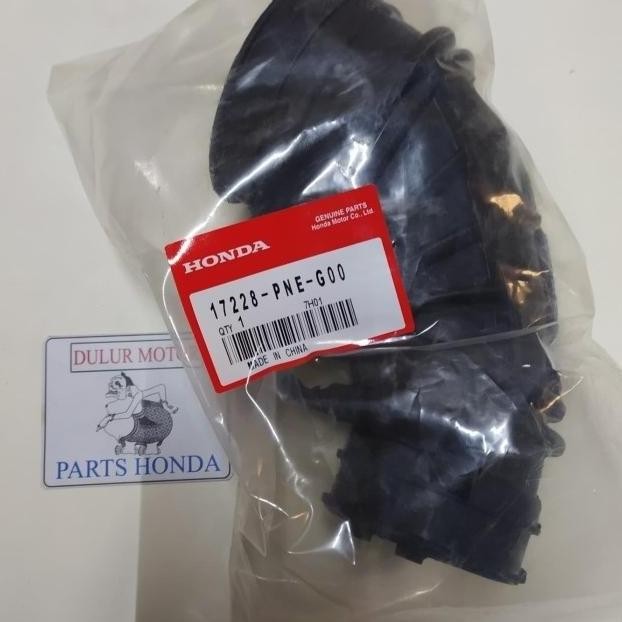 GENUINE PARTS
Honda Motor Co., Ltd.
HONDA
17228-PNE-G00
7H01
QTY 1
MADE IN CHINA
DULUR MOTO
PARTS HONDA